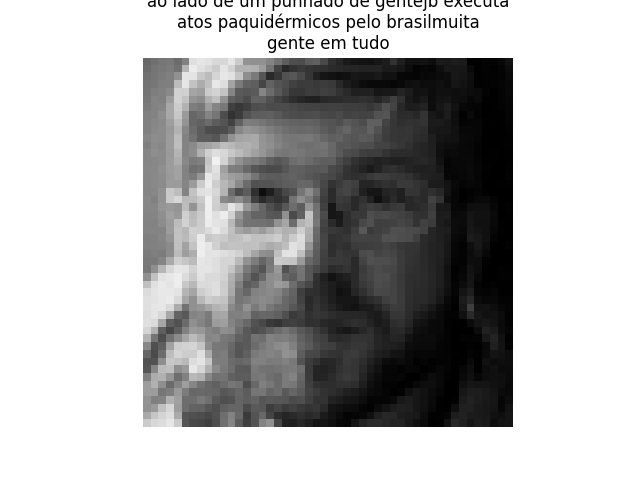 ao lado de um punhado de gentejb executa
atos paquidérmicos pelo brasilmuita
gente em tudo